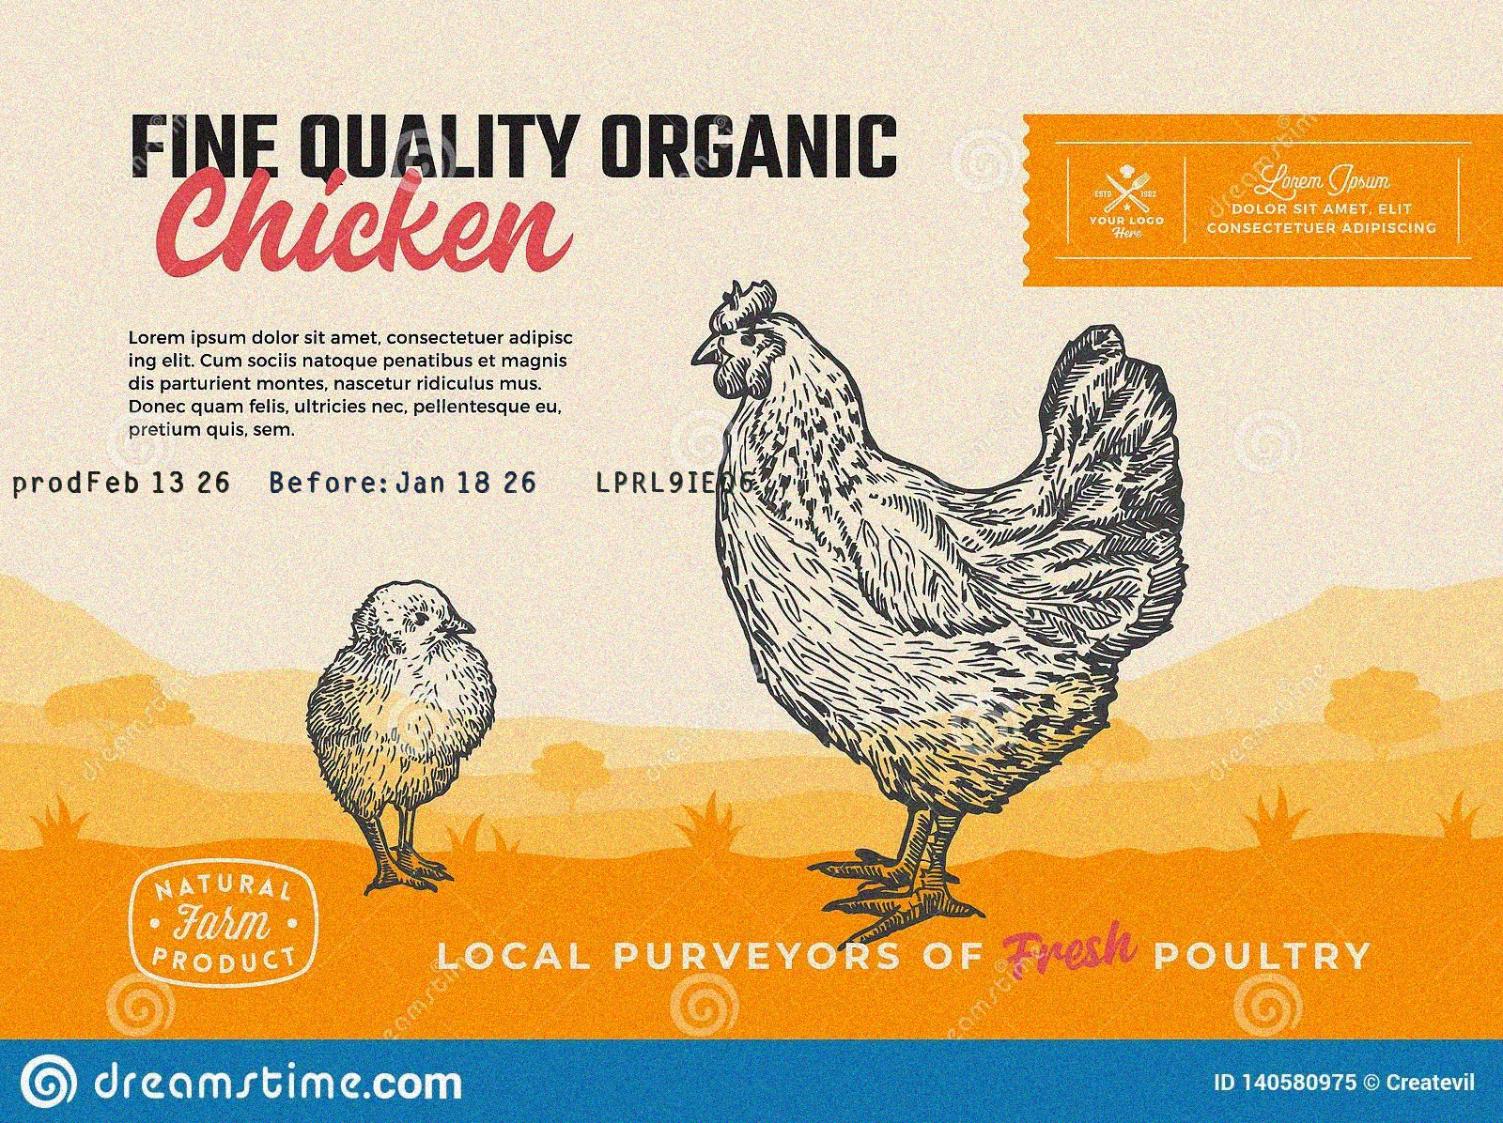 FINE QUALITY ORGANIC
Chicken
ESTD 1982
YOUR LOGO
Here
Lorem Ipsum
DOLOR SIT AMET, ELIT
CONSECTETUER ADIPISCING
Lorem ipsum dolor sit amet, consectetuer adipisc
ing elit. Cum sociis natoque penatibus et magnis
dis parturient montes, nascetur ridiculus mus.
Donec quam felis, ultricies nec, pellentesque eu,
pretium quis, sem.
prodFeb 13 26 Before:Jan 18 26 LPRL9IE06
NATURAL
Farm
PRODUCT
LOCAL PURVEYORS OF Fresh POULTRY
dreamstime.com
ID 140580975 © Createvil